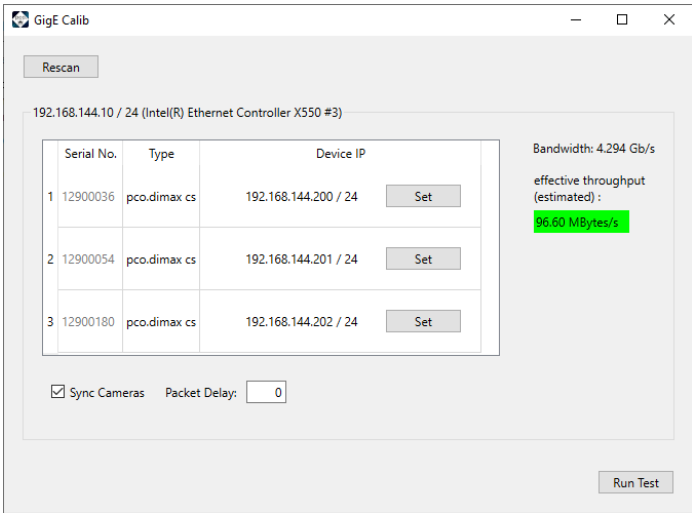 GigE Calib
Rescan
192.168.144.10 / 24 (Intel(R) Ethernet Controller X550 #3)
Serial No. Type Device IP
1 12900036 pco.dimax cs 192.168.144.200 / 24 Set
2 12900054 pco.dimax cs 192.168.144.201 / 24 Set
3 12900180 pco.dimax cs 192.168.144.202 / 24 Set
Bandwidth: 4.294 Gb/s
effective throughput
(estimated) :
96.60 MBytes/s
Sync Cameras Packet Delay: 0
Run Test